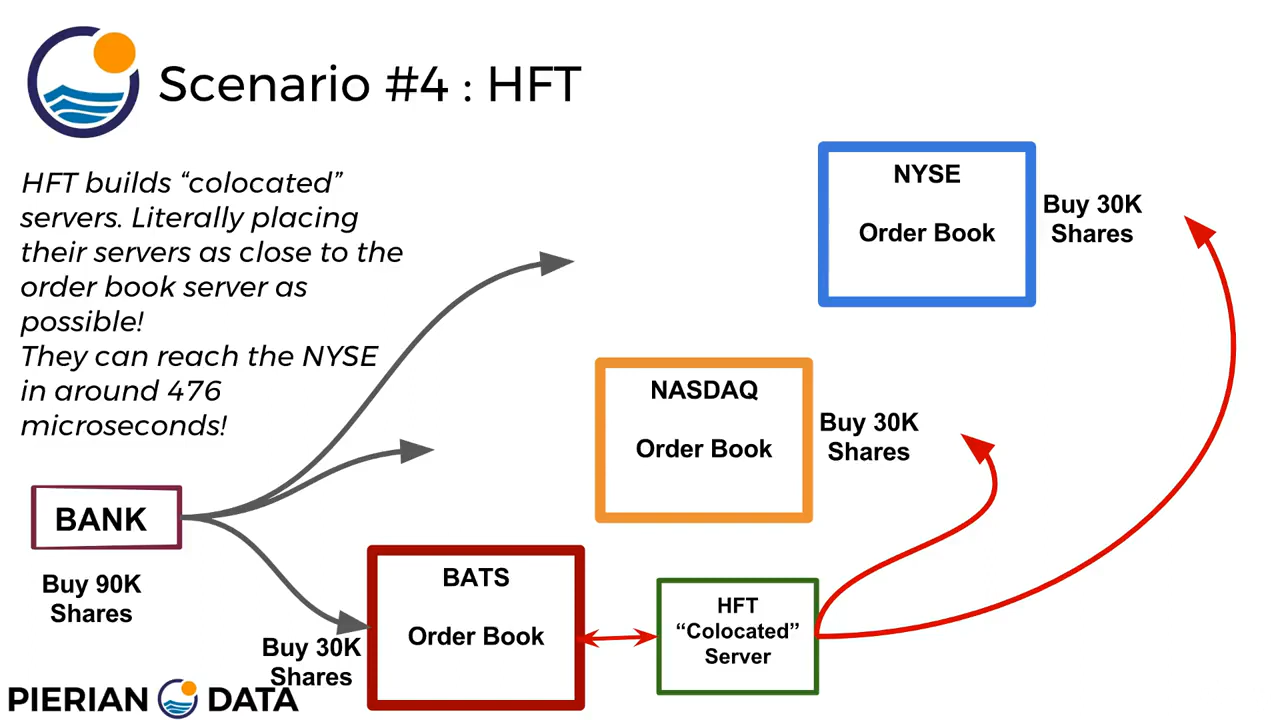 Scenario #4 : HFT
HFT builds “colocated”
servers. Literally placing
their servers as close to the
order book server as
possible!
They can reach the NYSE
in around 476
microseconds!
NYSE
Order Book
Buy 30K
Shares
NASDAQ
Order Book
Buy 30K
Shares
BANK
Buy 90K
Shares
BATS
Order Book
Buy 30K
Shares
HFT
“Colocated”
Server
PIERIAN DATA